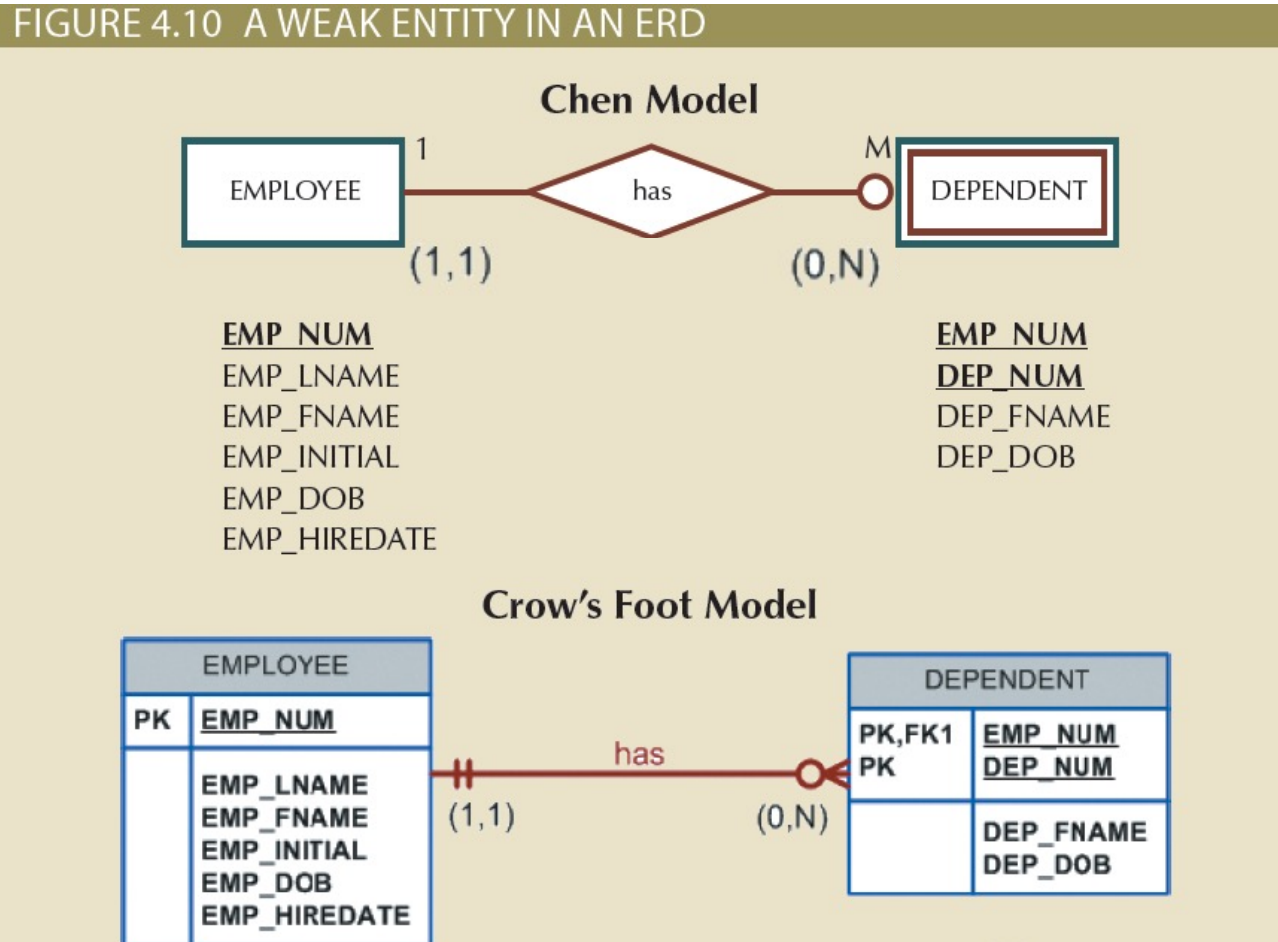 FIGURE 4.10 A WEAK ENTITY IN AN ERD
Chen Model
EMPLOYEE
1
has
M
DEPENDENT
(1,1)
(0,N)
EMP_NUM
EMP_LNAME
EMP_FNAME
EMP_INITIAL
EMP_DOB
EMP_HIREDATE
EMP_NUM
DEP_NUM
DEP_FNAME
DEP_DOB
Crow's Foot Model
EMPLOYEE
PK EMP_NUM
EMP_LNAME
EMP_FNAME
EMP_INITIAL
EMP_DOB
EMP_HIREDATE
has
(1,1)
(0,N)
DEPENDENT
PK,FK1 EMP_NUM
PK DEP_NUM
DEP_FNAME
DEP_DOB